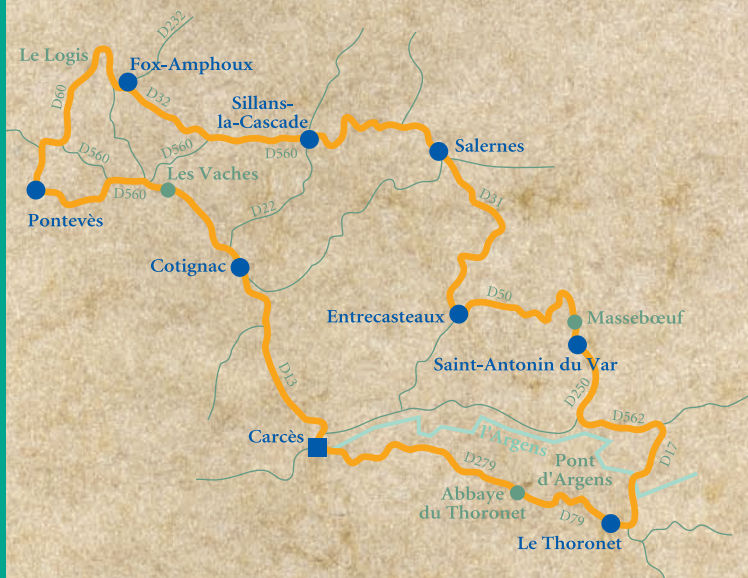 D232
Le Logis
Fox-Amphoux
D60
D32
Sillans-
la-Cascade
D560
D560
D560
Salernes
Les Vaches
D560
D31
Pontevès
D22
Cotignac
D50
Entrecasteaux
Massebœuf
Saint-Antonin du Var
D13
D250
D562
Carcès
l'Argens
D17
D279
Pont
d'Argens
Abbaye
du Thoronet
D79
Le Thoronet